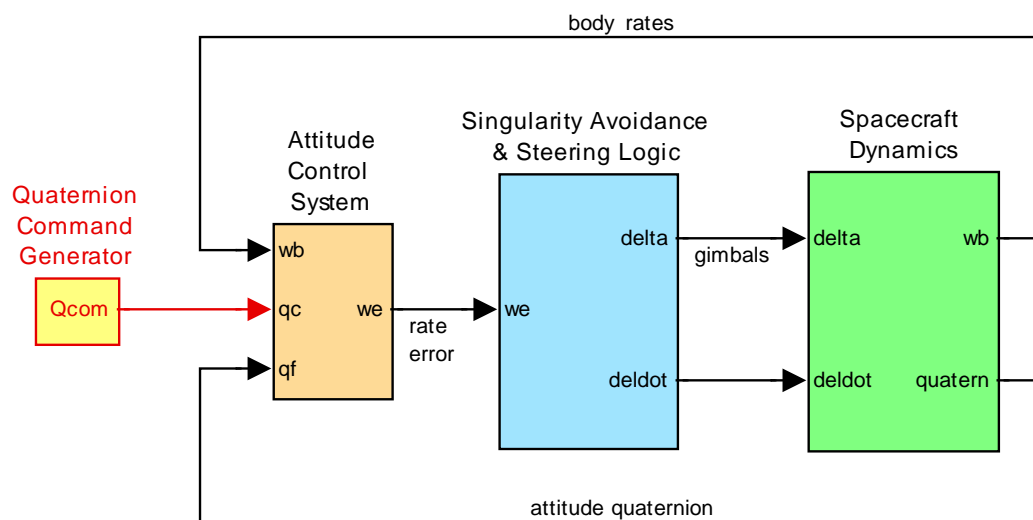 body rates
Singularity Avoidance
& Steering Logic
Spacecraft
Dynamics
Attitude
Control
System
Quaternion
Command
Generator
Qcom
wb
qc
qf
we
rate
error
we
delta
deldot
gimbals
delta
deldot
wb
quatern
attitude quaternion